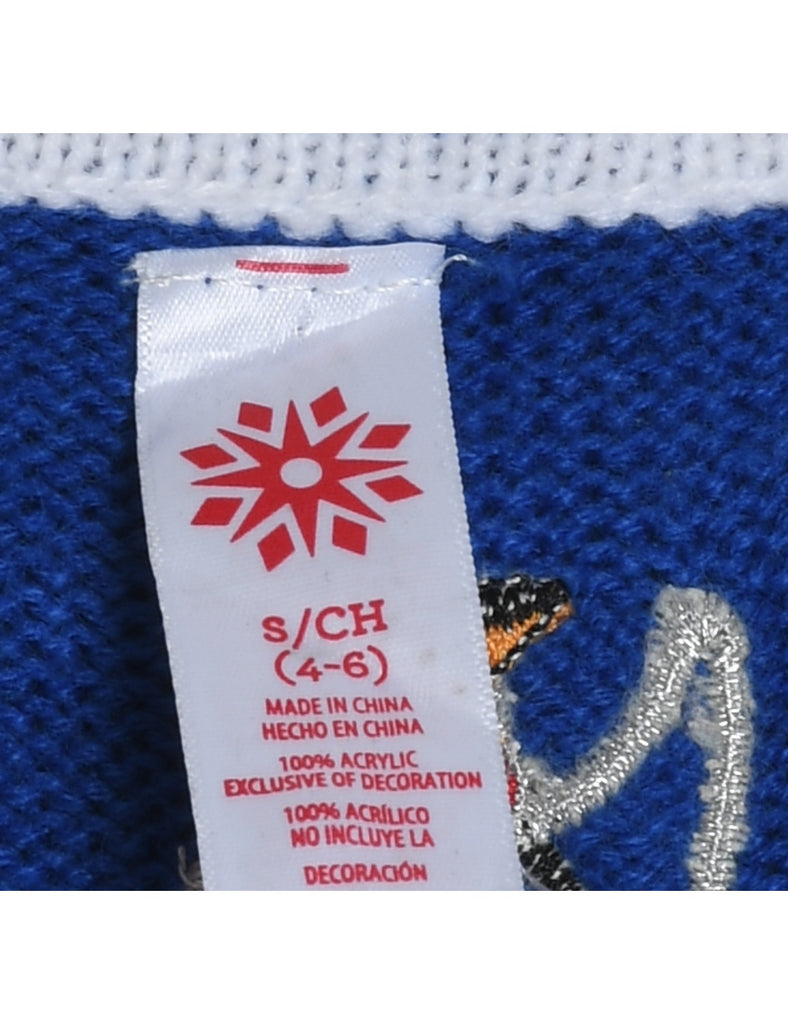 S/CH
(4-6)
MADE IN CHINA
HECHO EN CHINA
100% ACRYLIC
EXCLUSIVE OF DECORATION
100% ACRÍLICO
NO INCLUYE LA
DECORACIÓN